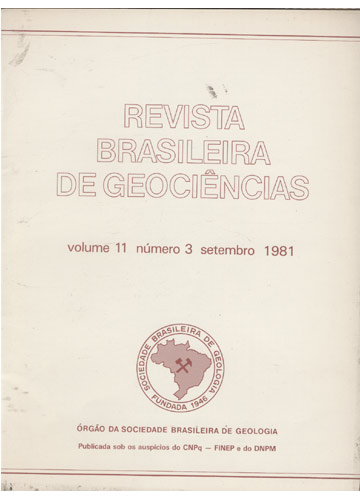 REVISTA
BRASILEIRA
DE GEOCIÊNCIAS
volume 11 número 3 setembro 1981
SOCIEDADE BRASILEIRA DE GEOLOGIA
FUNDADA 1946
ÓRGÃO DA SOCIEDADE BRASILEIRA DE GEOLOGIA
Publicada sob os auspícios do CNPq — FINEP e do DNPM